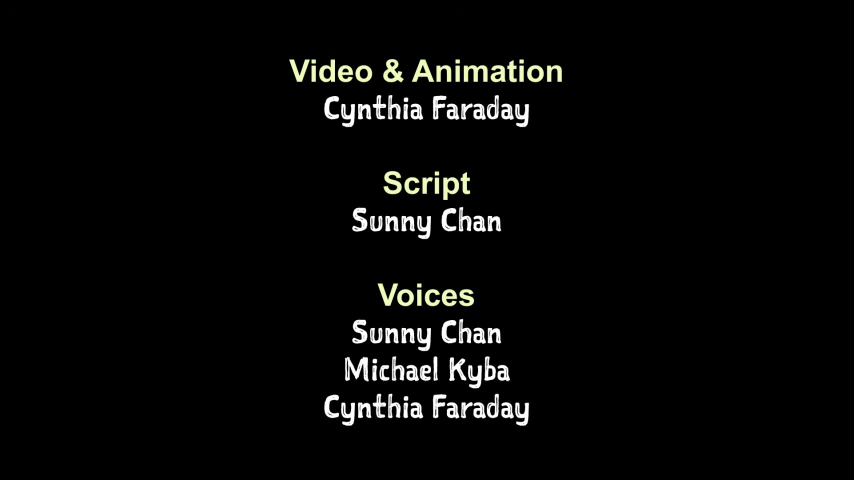 Video & Animation
Cynthia Faraday
Script
Sunny Chan
Voices
Sunny Chan
Michael Kyba
Cynthia Faraday